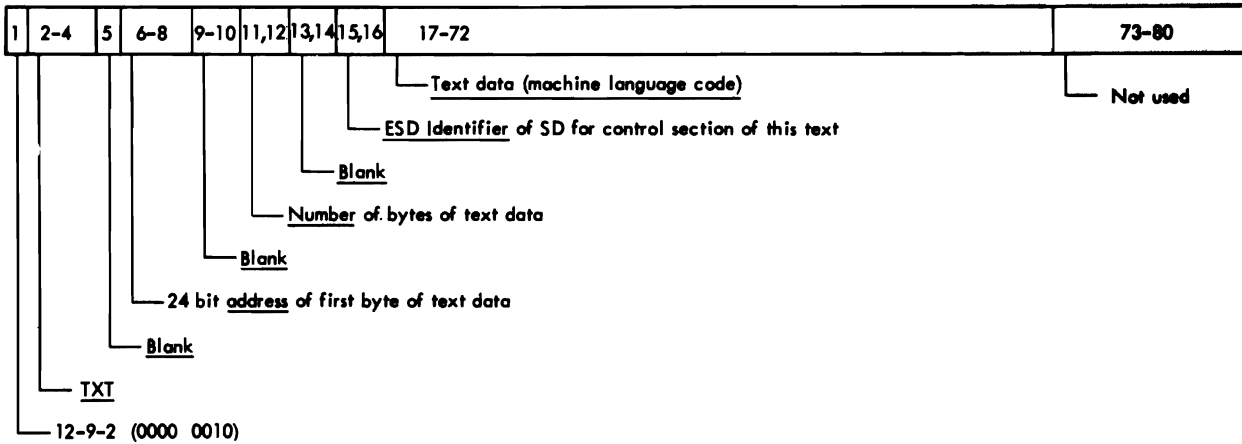 1 2-4 5 6-8 9-10 11,12 13,14 15,16 17-72 73-80
Text data (machine language code)
Not used
ESD Identifier of SD for control section of this text
Blank
Number of bytes of text data
Blank
24 bit address of first byte of text data
Blank
TXT
12-9-2 (0000 0010)